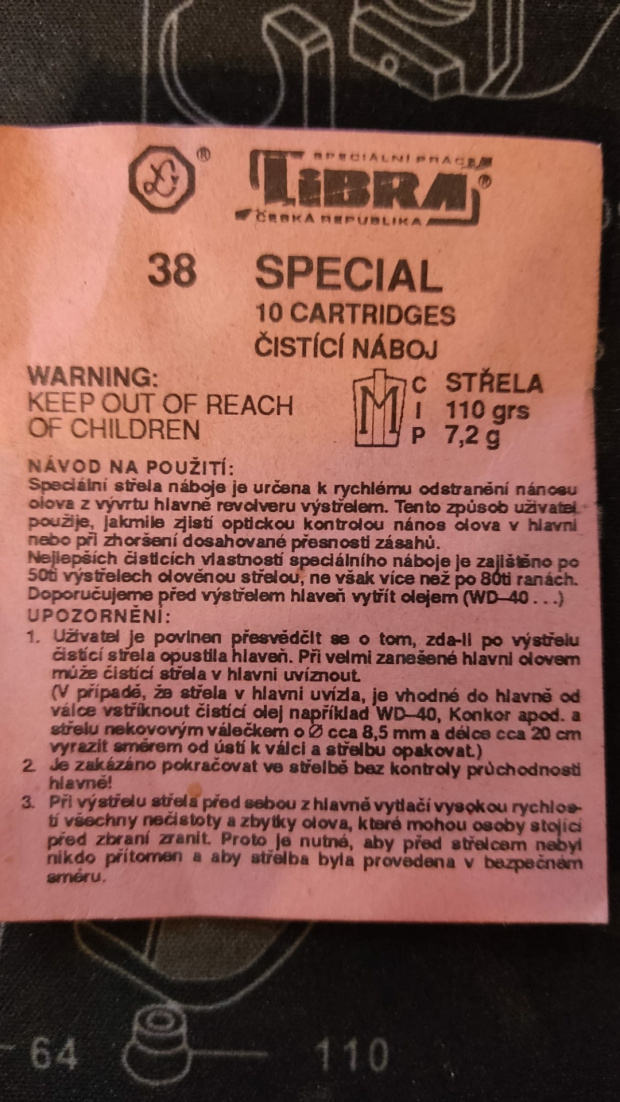 SPECIÁLNÍ PRÁCE
LIBRA®
ČESKÁ REPUBLIKA
38 SPECIAL
10 CARTRIDGES
ČISTÍCÍ NÁBOJ
WARNING:
KEEP OUT OF REACH
OF CHILDREN
C STŘELA
I 110 grs
P 7,2 g
NÁVOD NA POUŽITÍ:
Speciální střela náboje je určena k rychlému odstranění nánosu
olova z vývrtu hlavně revolveru výstřelem. Tento způsob uživatel
použije, jakmile zjistí optickou kontrolou nános olova v hlavni
nebo při zhoršení dosahované přesnosti zásahů.
Nejlepších čisticích vlastností speciálního náboje je zajištěno po
50ti výstřelech olověnou střelou, ne však více než po 80ti ranách.
Doporučujeme před výstřelem hlaveň vytřít olejem (WD–40 . . .)
UPOZORNĚNÍ:
1. Uživatel je povinen přesvědčit se o tom, zda-li po výstřelu
čistící střela opustila hlaveň. Při velmi zanešené hlavni olovem
může čistící střela v hlavni uvíznout.
(V případě, že střela v hlavni uvízla, je vhodné do hlavně od
válce vstříknout čistící olej například WD–40, Konkor apod. a
střelu nekovovým válečkem o Ø cca 8,5 mm a délce cca 20 cm
vyrazit směrem od ústí k válci a střelbu opakovat.)
2. Je zakázáno pokračovat ve střelbě bez kontroly průchodnosti
hlavně!
3. Při výstřelu střela před sebou z hlavně vytlačí vysokou rychlos-
tí všechny nečistoty a zbytky olova, které mohou osoby stojící
před zbraní zranit. Proto je nutné, aby před střelcem nebyl
nikdo přítomen a aby střelba byla provedena v bezpečném
směru.
64
110